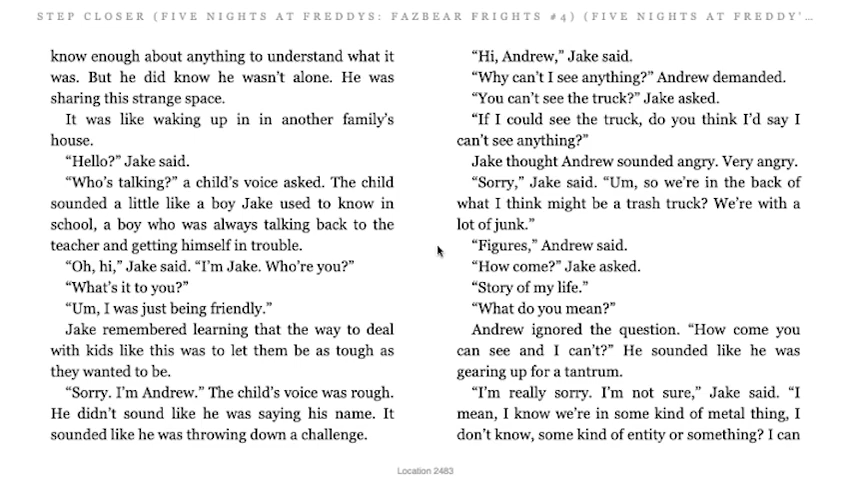 STEP CLOSER (FIVE NIGHTS AT FREDDYS: FAZBEAR FRIGHTS #4) (FIVE NIGHTS AT FREDDY'...
know enough about anything to understand what it
was. But he did know he wasn't alone. He was
sharing this strange space.
It was like waking up in in another family's
house.
“Hello?” Jake said.
“Who's talking?” a child's voice asked. The child
sounded a little like a boy Jake used to know in
school, a boy who was always talking back to the
teacher and getting himself in trouble.
“Oh, hi,” Jake said. “I'm Jake. Who're you?”
“What's it to you?”
“Um, I was just being friendly.”
Jake remembered learning that the way to deal
with kids like this was to let them be as tough as
they wanted to be.
“Sorry. I'm Andrew.” The child's voice was rough.
He didn't sound like he was saying his name. It
sounded like he was throwing down a challenge.
“Hi, Andrew,” Jake said.
“Why can't I see anything?” Andrew demanded.
“You can't see the truck?” Jake asked.
“If I could see the truck, do you think I'd say I
can't see anything?”
Jake thought Andrew sounded angry. Very angry.
“Sorry,” Jake said. “Um, so we're in the back of
what I think might be a trash truck? We're with a
lot of junk.”
“Figures,” Andrew said.
“How come?” Jake asked.
“Story of my life.”
“What do you mean?”
Andrew ignored the question. “How come you
can see and I can't?” He sounded like he was
gearing up for a tantrum.
“I'm really sorry. I'm not sure,” Jake said. “I
mean, I know we're in some kind of metal thing, I
don't know, some kind of entity or something? I can
Location 2483